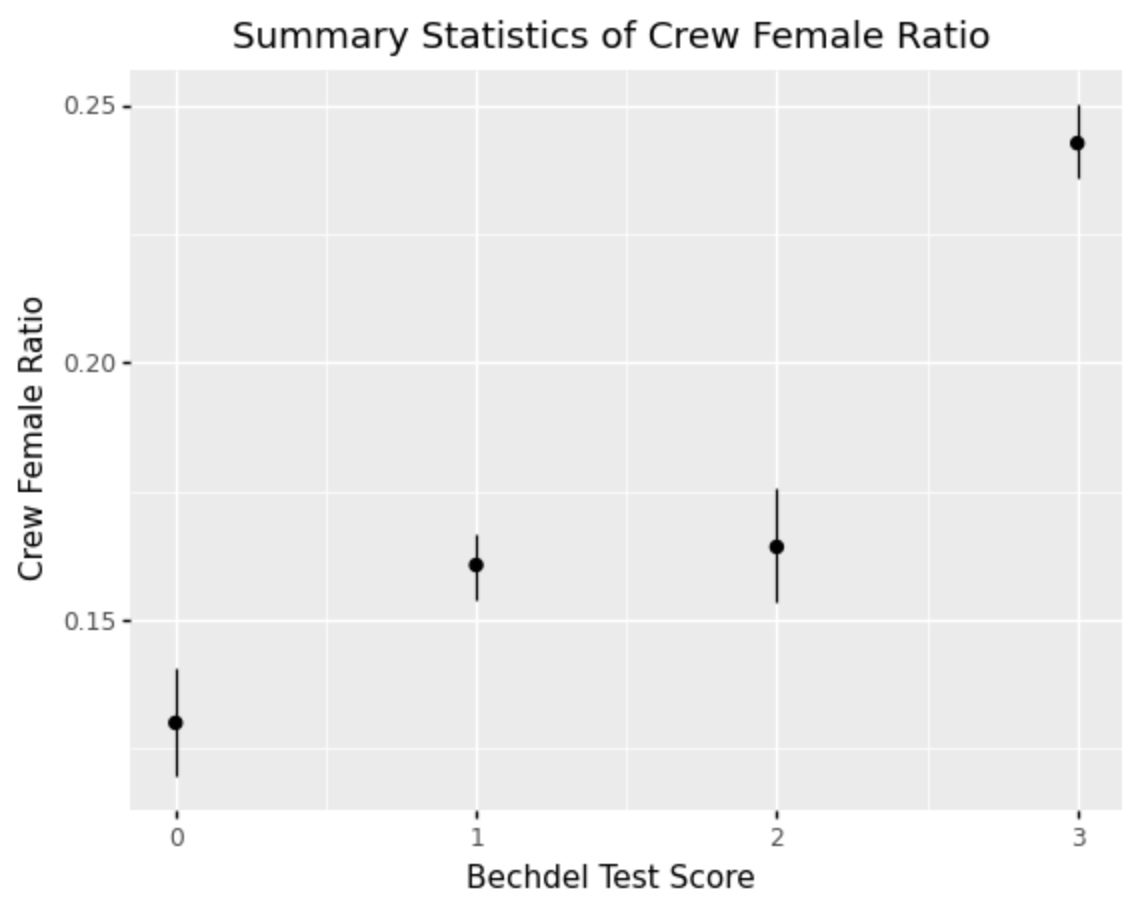 Summary Statistics of Crew Female Ratio
0.25
0.20
0.15
Crew Female Ratio
0 1 2 3
Bechdel Test Score